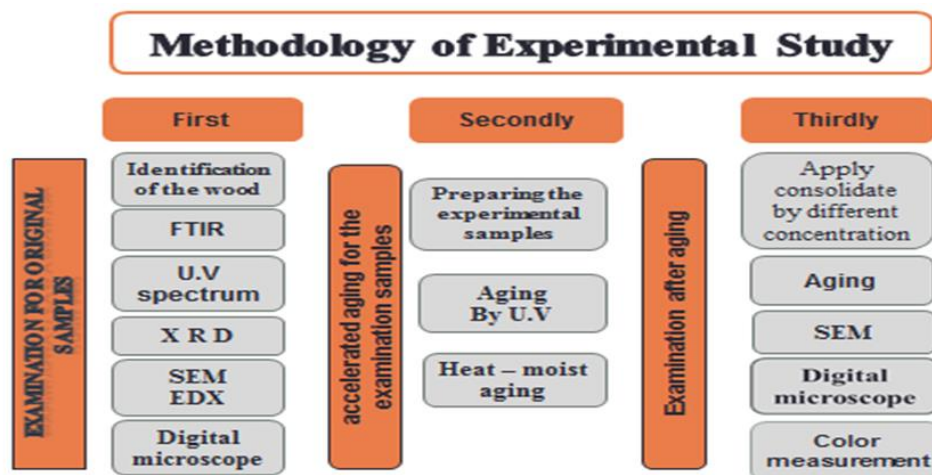 Methodology of Experimental Study
First
EXAMINATION FOR ORIGINAL
SAMPLES
Identification
of the wood
FTIR
U.V
spectrum
X R D
SEM
EDX
Digital
microscope
Secondly
accelerated aging for the
examination samples
Preparing the
experimental
samples
Aging
By U.V
Heat – moist
aging
Thirdly
Examination after aging
Apply
consolidate
by different
concentration
Aging
SEM
Digital
microscope
Color
measurement